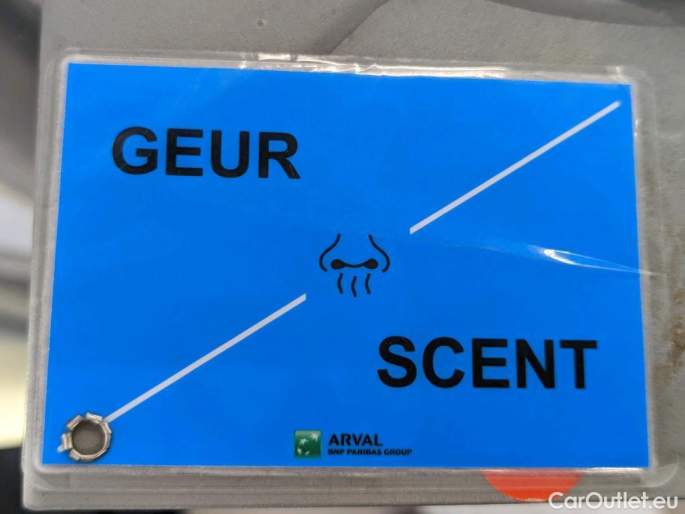 GEUR
SCENT
ARVAL
BNP PARIBAS GROUP
CarOutlet.eu